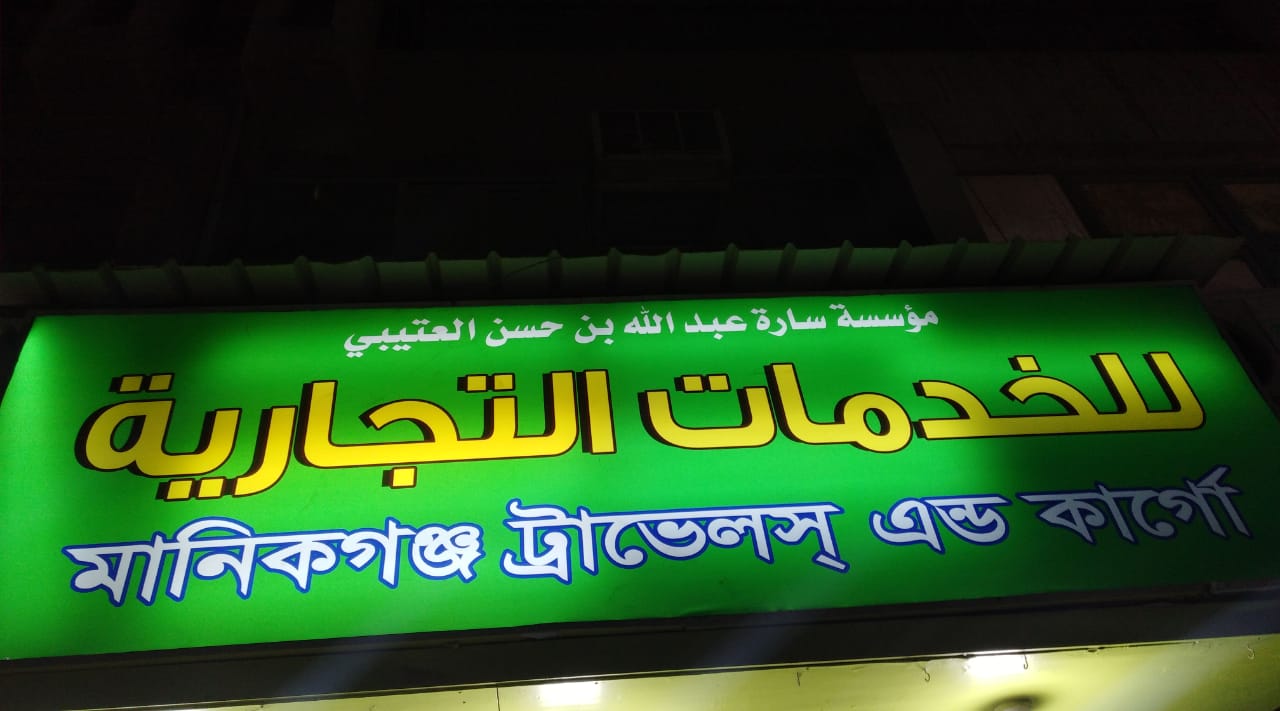 مؤسسة سارة عبد الله بن حسن العتيبي
للخدمات التجارية
মানিকগঞ্জ ট্রাভেলস্ এন্ড কার্গো